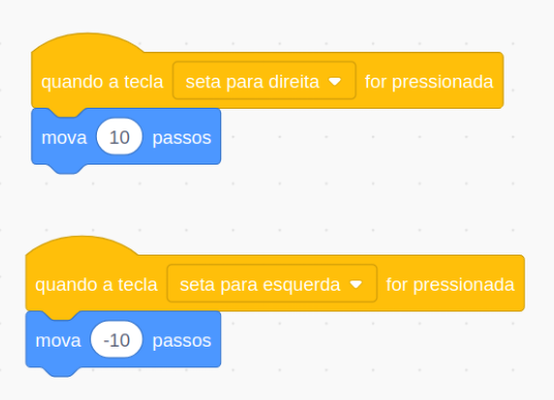 quando a tecla seta para direita for pressionada
mova 10 passos
quando a tecla seta para esquerda for pressionada
mova -10 passos